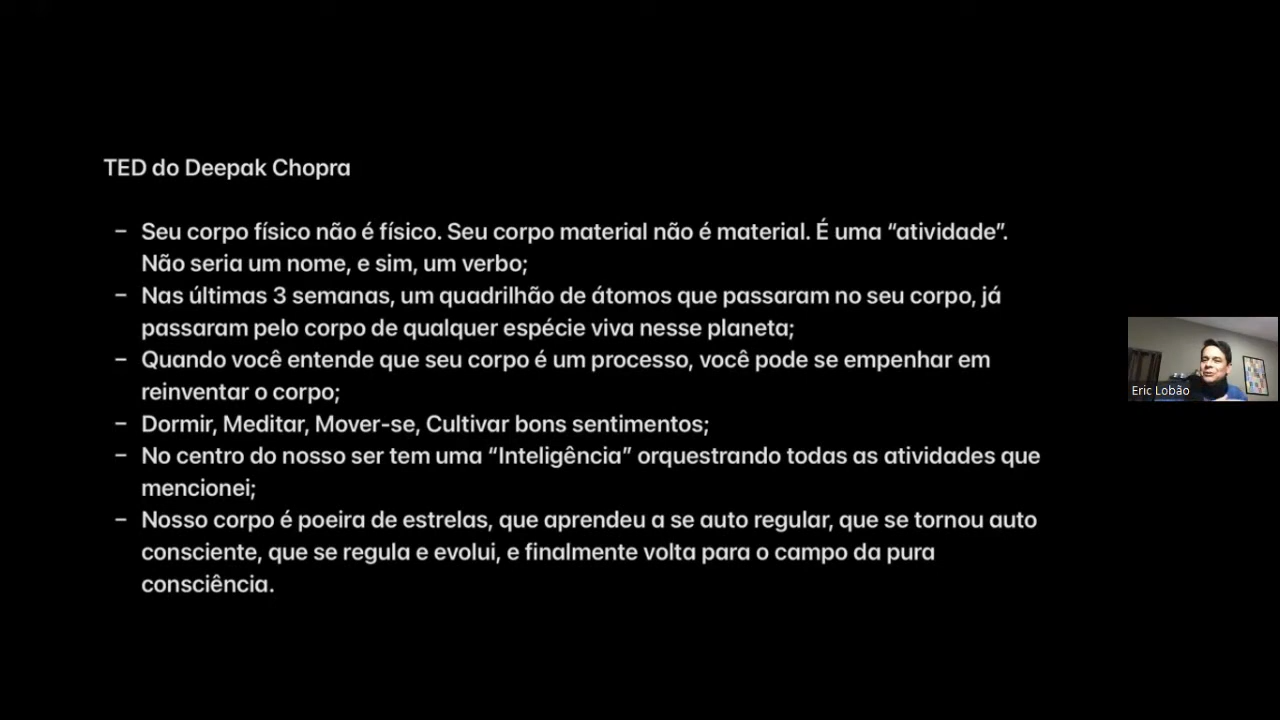 TED do Deepak Chopra
– Seu corpo físico não é físico. Seu corpo material não é material. É uma “atividade”.
Não seria um nome, e sim, um verbo;
– Nas últimas 3 semanas, um quadrilhão de átomos que passaram no seu corpo, já
passaram pelo corpo de qualquer espécie viva nesse planeta;
– Quando você entende que seu corpo é um processo, você pode se empenhar em
reinventar o corpo;
– Dormir, Meditar, Mover-se, Cultivar bons sentimentos;
– No centro do nosso ser tem uma “Inteligência” orquestrando todas as atividades que
mencionei;
– Nosso corpo é poeira de estrelas, que aprendeu a se auto regular, que se tornou auto
consciente, que se regula e evolui, e finalmente volta para o campo da pura
consciência.
Eric Lobão